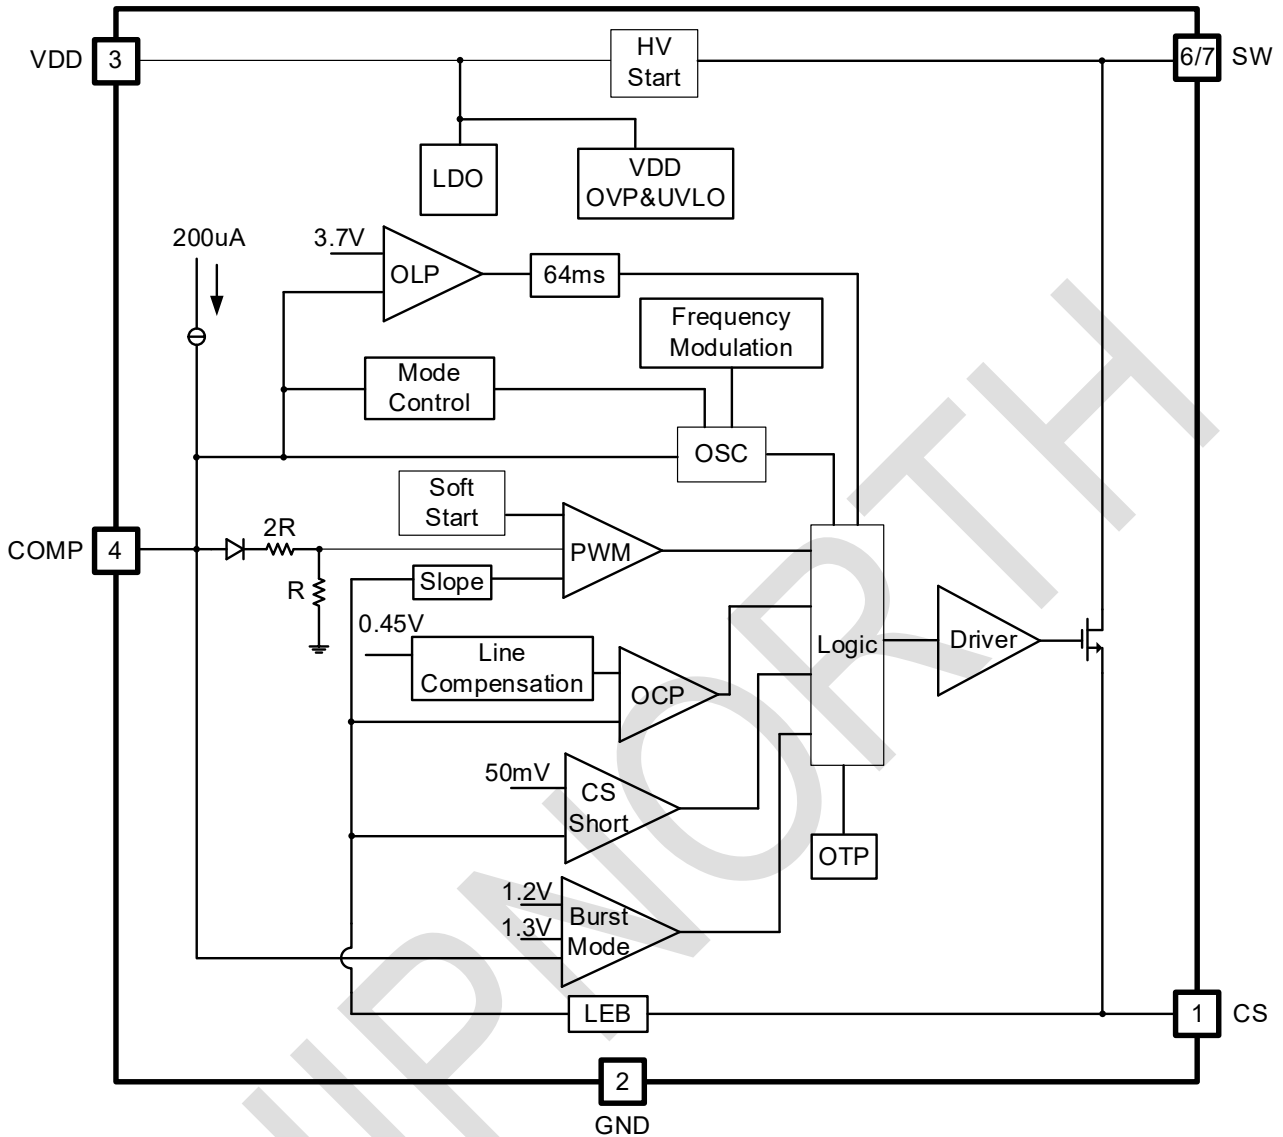 HV
Start
VDD
3
6/7
SW
LDO
VDD
OVP&UVLO
200uA
3.7V
OLP
64ms
Frequency
Modulation
Mode
Control
OSC
Soft
Start
COMP
4
2R
PWM
R
Slope
0.45V
Line
Compensation
OCP
Logic
Driver
50mV
CS
Short
OTP
1.2V
1.3V
Burst
Mode
LEB
1
CS
2
GND
HIPNORTH